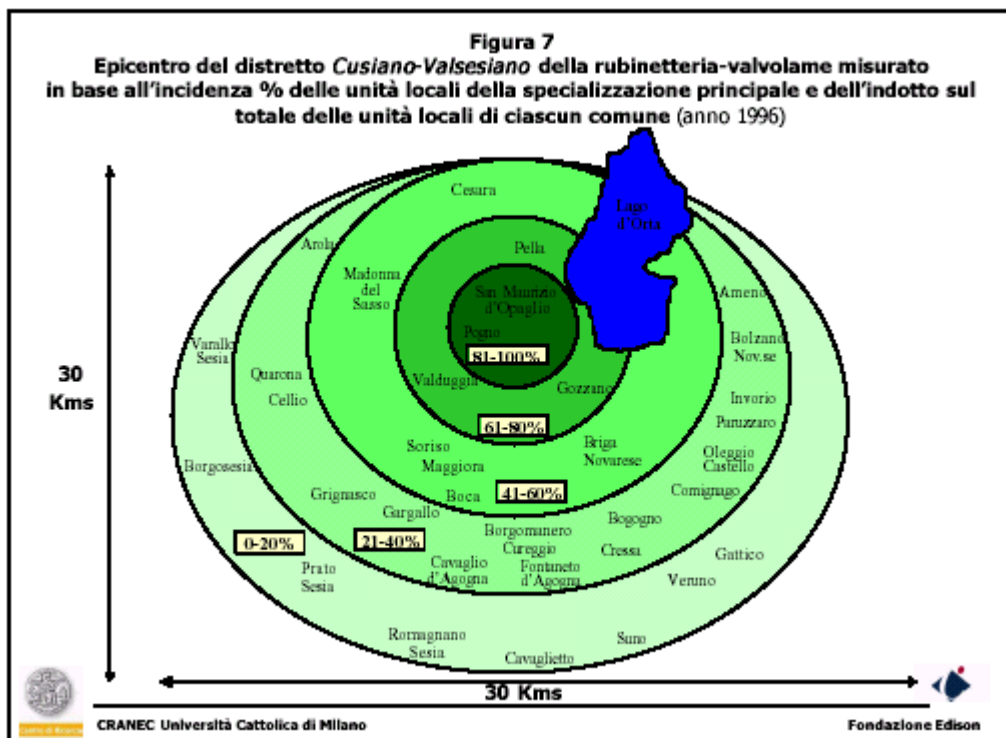 Figura 7
Epicentro del distretto Cusiano-Valsesiano della rubinetteria-valvolame misurato
in base all'incidenza % delle unità locali della specializzazione principale e dell'indotto sul
totale delle unità locali di ciascun comune (anno 1996)
Cesara
Lago
d'Orta
Arola
Pella
Madonna
del
Sasso
San Maurizio
d'Opaglio
Ameno
Pogno
Varallo
Sesia
81-100%
Bolzano
Nov.se
30
Kms
Quarona
Valduggia
Gozzano
Cellio
Invorio
Paruzzaro
61-80%
Soriso
Briga
Novarese
Maggiora
Oleggio
Castello
Borgosesia
Grignasco
Boca
41-60%
Comignago
Gargallo
Borgomanero
Bogogno
0-20%
21-40%
Cureggio
Cressa
Gattico
Prato
Sesia
Cavaglio
d'Agogna
Fontaneto
d'Agogna
Veruno
Romagnano
Sesia
Suno
Cavaglietto
30 Kms
CRANEC Università Cattolica di Milano
Fondazione Edison